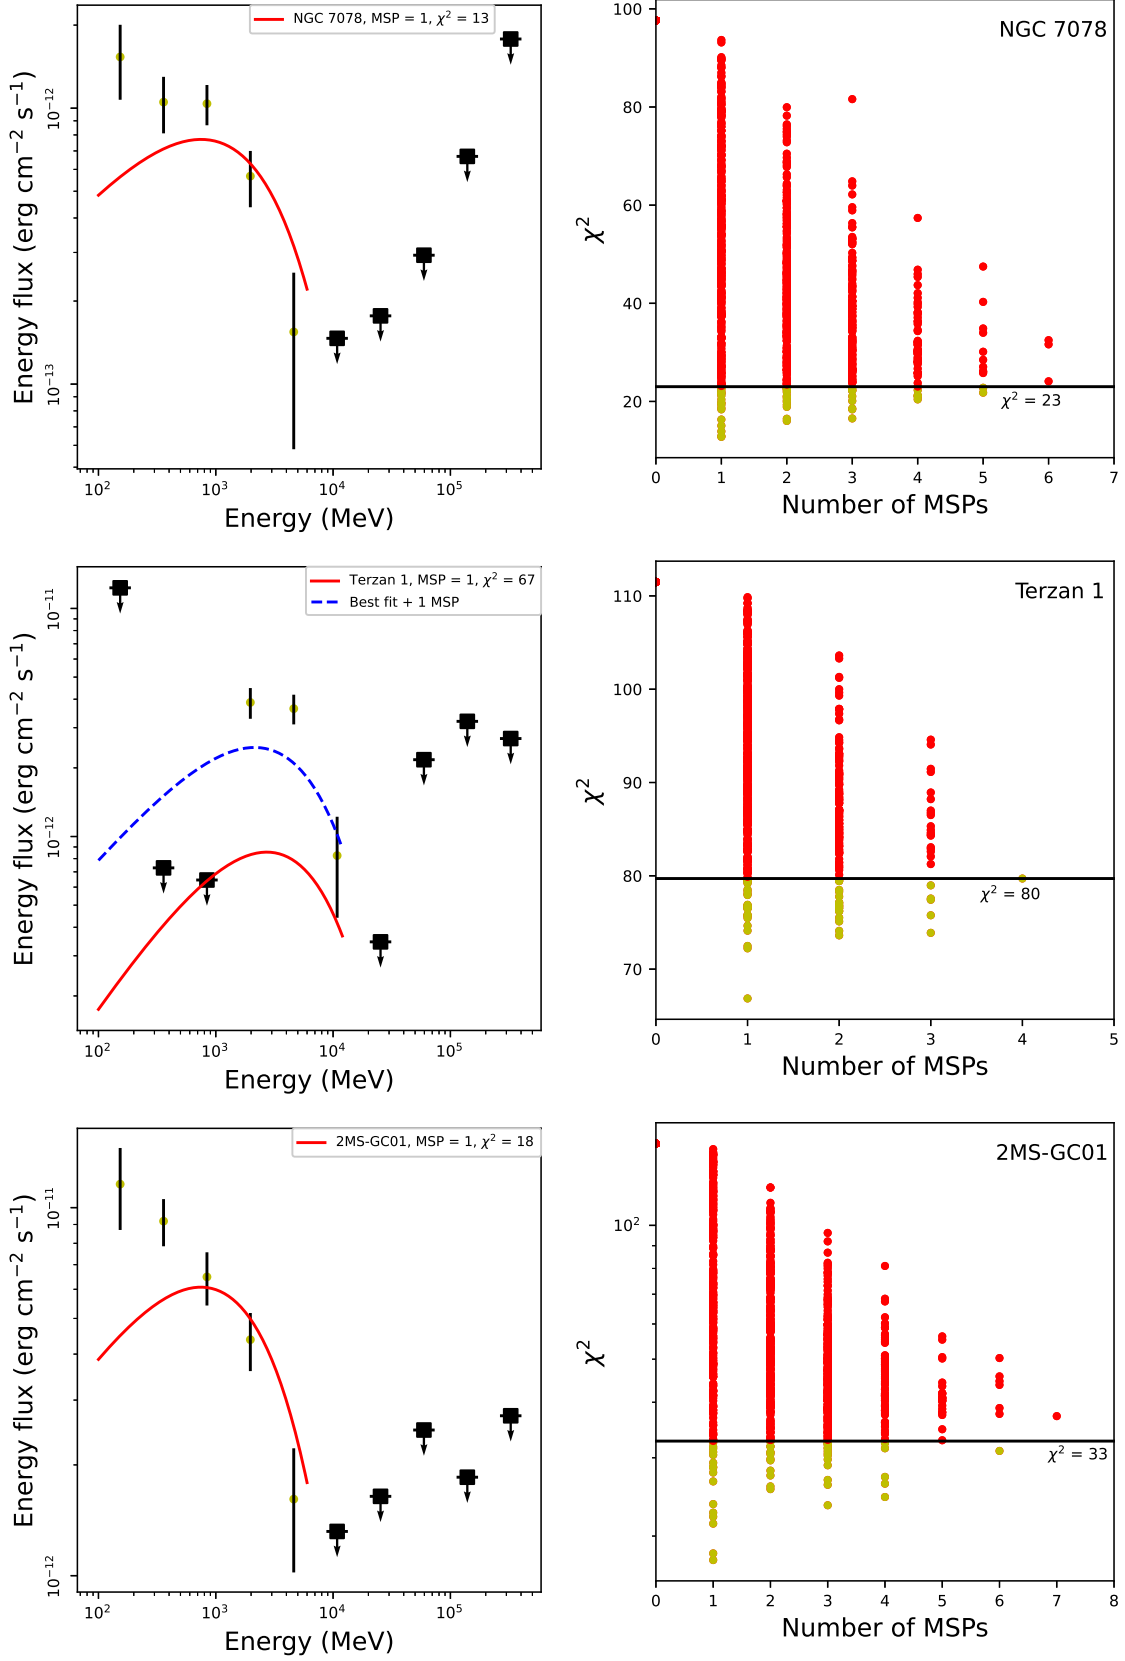 NGC 7078, MSP = 1, χ² = 13
Energy flux (erg cm⁻² s⁻¹)
10⁻¹²
10⁻¹³
10² 10³ 10⁴ 10⁵
Energy (MeV)
NGC 7078
χ²
100
80
60
40
20
χ² = 23
0 1 2 3 4 5 6 7
Number of MSPs
Terzan 1, MSP = 1, χ² = 67
Best fit + 1 MSP
Energy flux (erg cm⁻² s⁻¹)
10⁻¹¹
10⁻¹²
10² 10³ 10⁴ 10⁵
Energy (MeV)
Terzan 1
χ²
110
100
90
80
70
χ² = 80
0 1 2 3 4 5
Number of MSPs
2MS-GC01, MSP = 1, χ² = 18
Energy flux (erg cm⁻² s⁻¹)
10⁻¹¹
10⁻¹²
10² 10³ 10⁴ 10⁵
Energy (MeV)
2MS-GC01
χ²
10²
χ² = 33
0 1 2 3 4 5 6 7 8
Number of MSPs